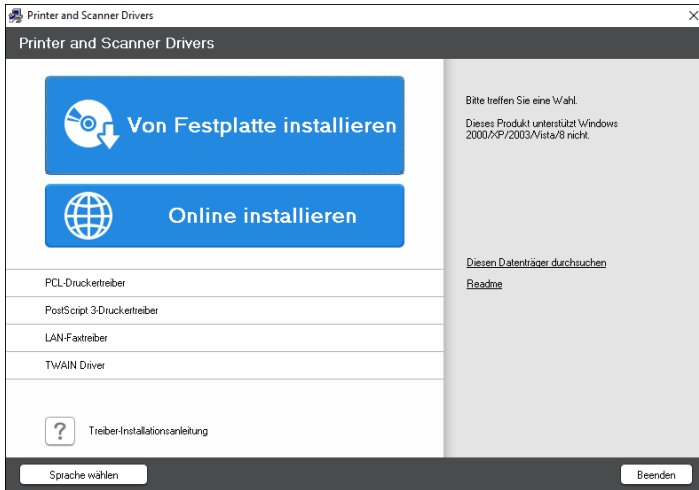 Printer and Scanner Drivers
Printer and Scanner Drivers
Von Festplatte installieren
Online installieren
PCL-Druckertreiber
PostScript 3-Druckertreiber
LAN-Faxtreiber
TWAIN Driver
? Treiber-Installationsanleitung
Bitte treffen Sie eine Wahl.
Dieses Produkt unterstützt Windows
2000/XP/2003/Vista/8 nicht.
Diesen Datenträger durchsuchen
Readme
Sprache wählen
Beenden